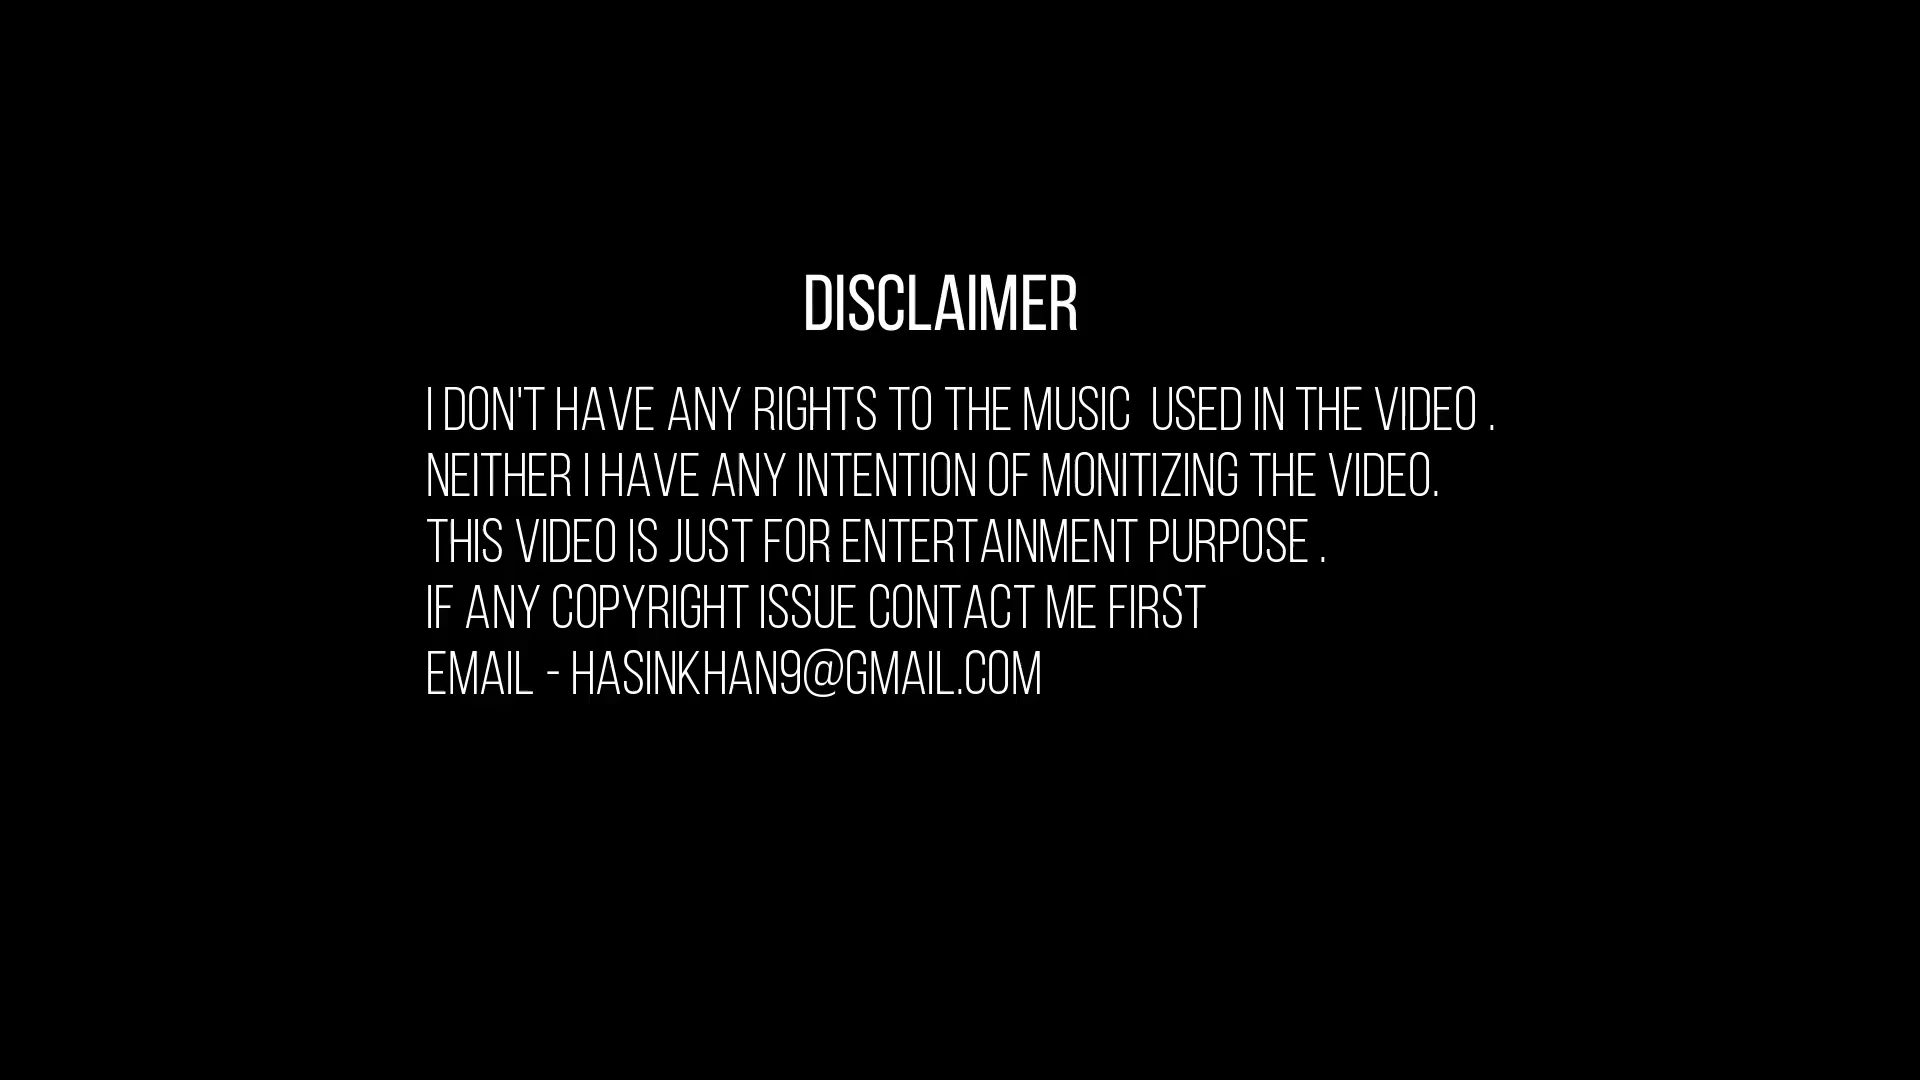 DISCLAIMER
I DON'T HAVE ANY RIGHTS TO THE MUSIC  USED IN THE VIDEO .
NEITHER I HAVE ANY INTENTION OF MONITIZING THE VIDEO.
THIS VIDEO IS JUST FOR ENTERTAINMENT PURPOSE .
IF ANY COPYRIGHT ISSUE CONTACT ME FIRST
EMAIL - HASINKHAN9@GMAIL.COM